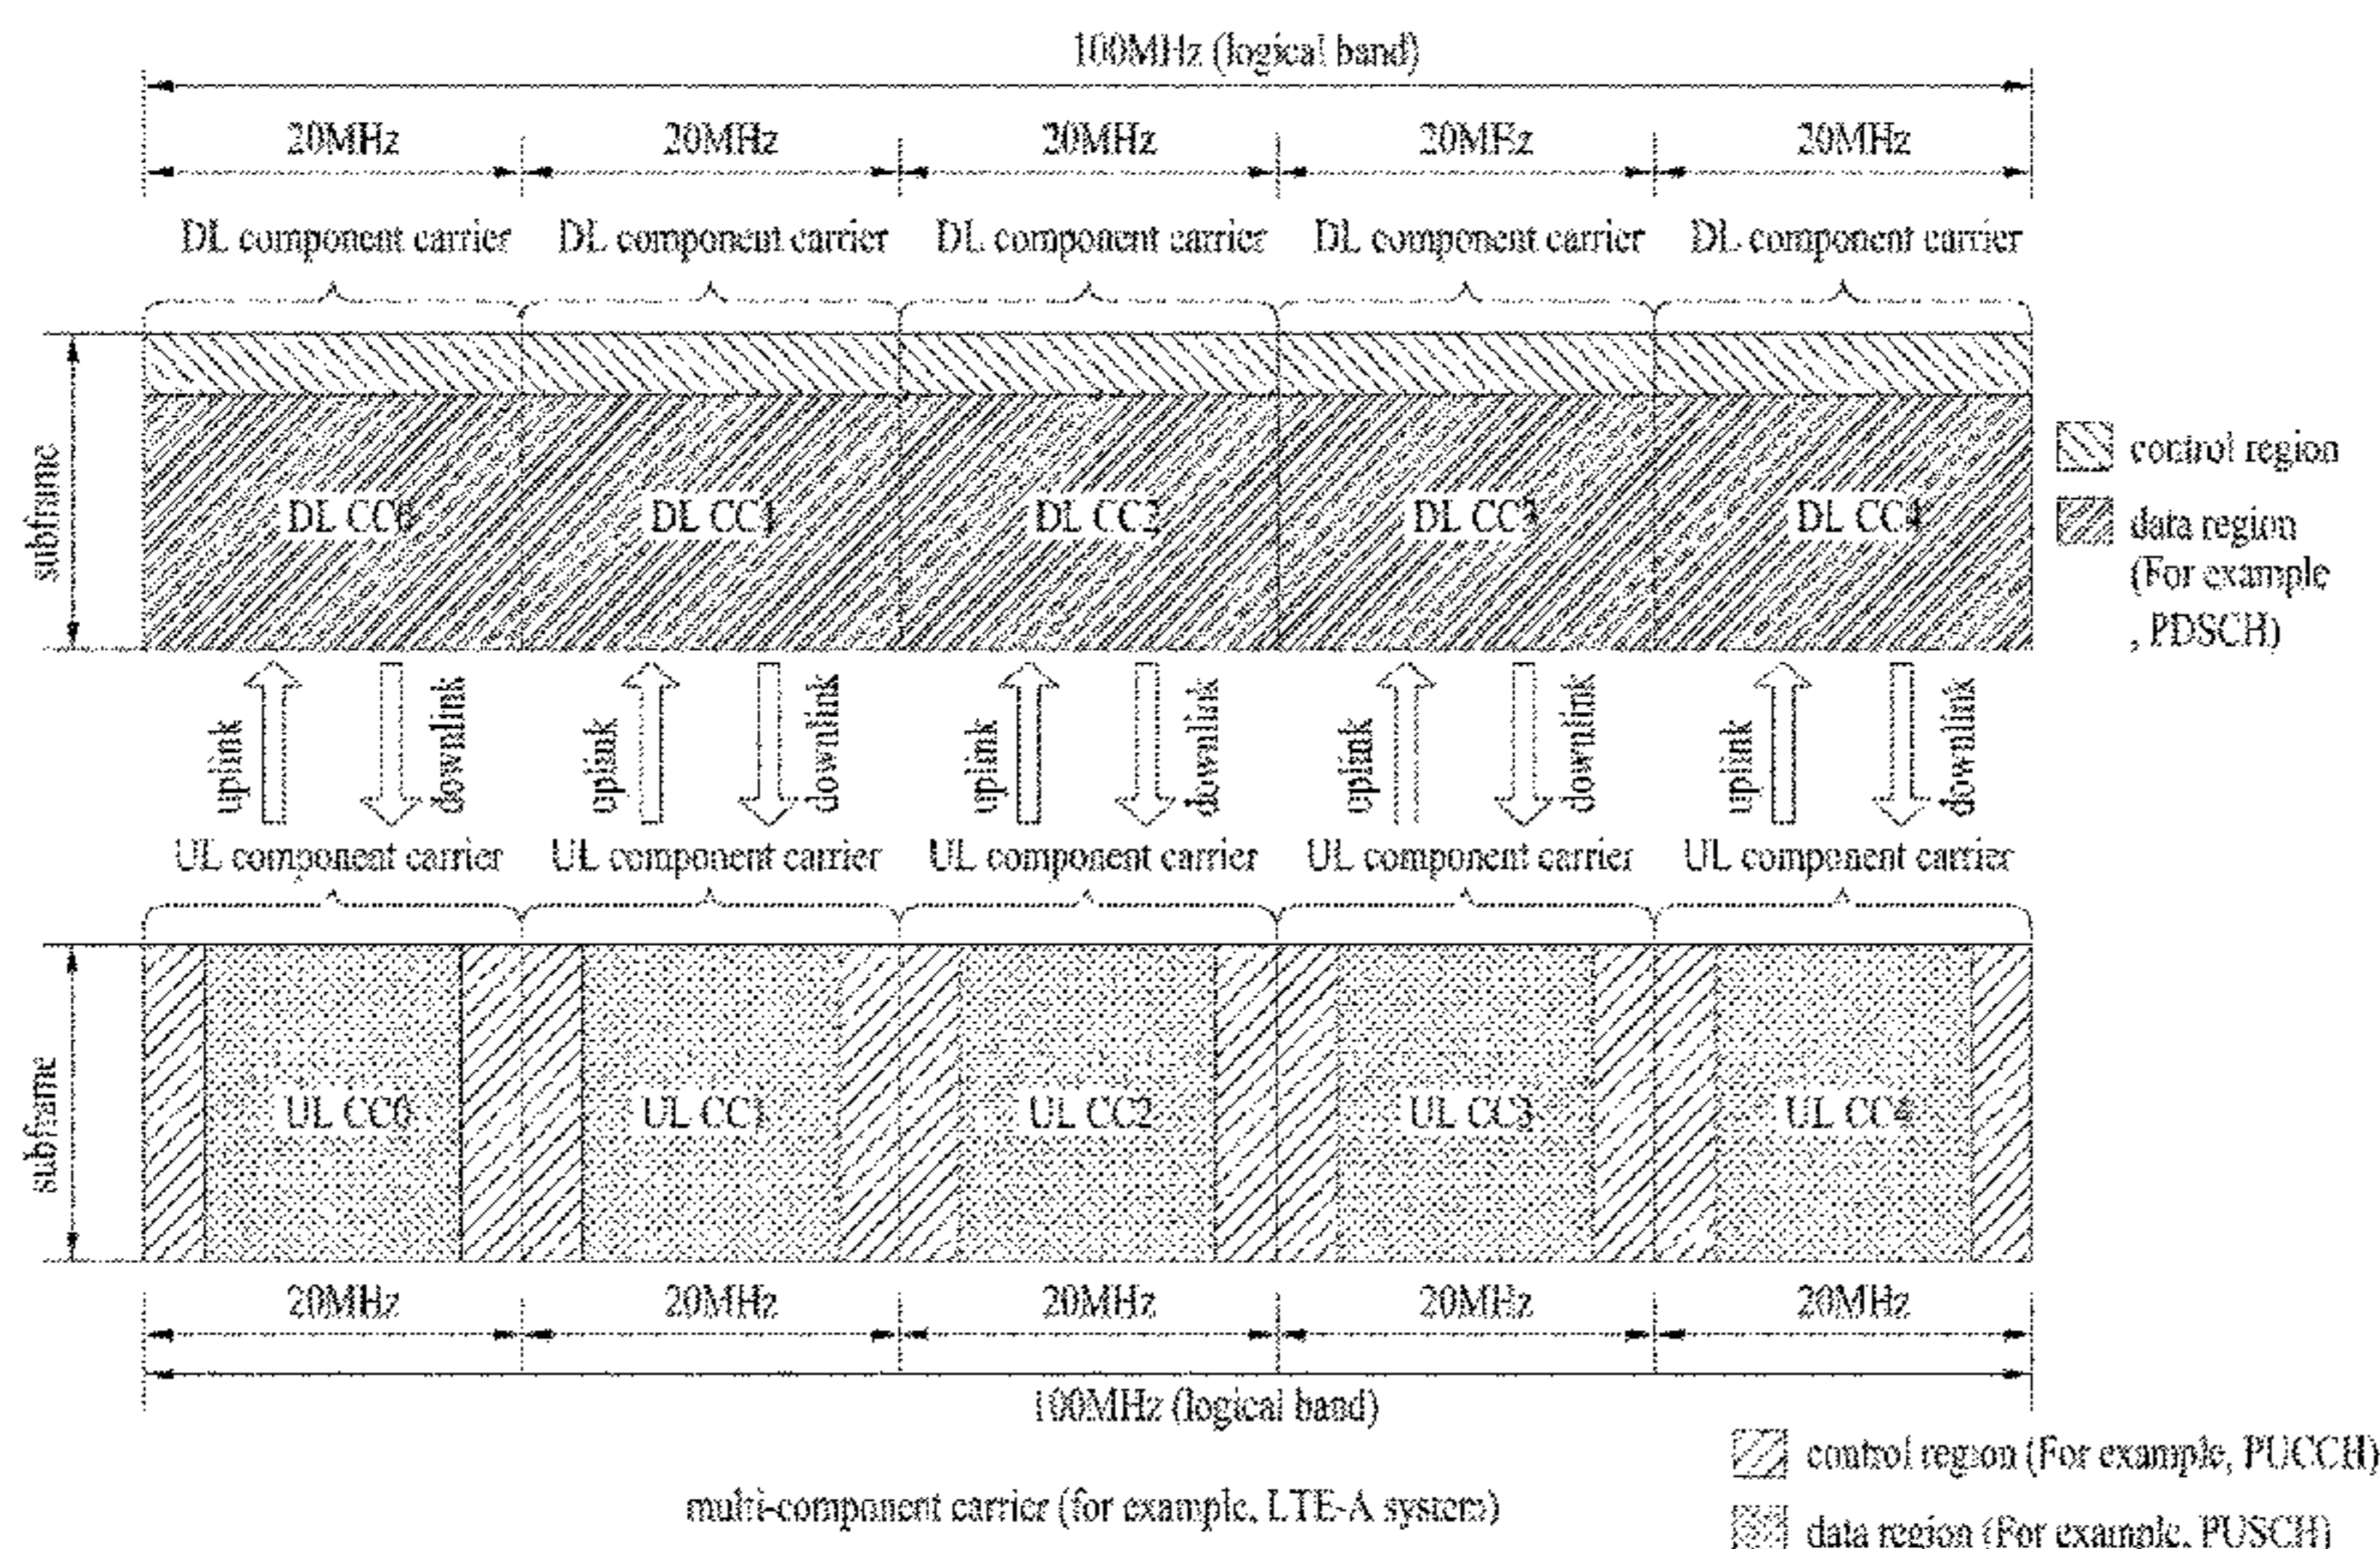 100MHz (logical band)
20MHz 20MHz 20MHz 20MHz 20MHz
DL component carrier DL component carrier DL component carrier DL component carrier DL component carrier
subframe
DL CC0 DL CC1 DL CC2 DL CC3 DL CC4
control region
data region
(For example
, PDSCH)
uplink downlink uplink downlink uplink downlink uplink downlink uplink downlink
UL component carrier UL component carrier UL component carrier UL component carrier UL component carrier
subframe
UL CC0 UL CC1 UL CC2 UL CC3 UL CC4
20MHz 20MHz 20MHz 20MHz 20MHz
100MHz (logical band)
control region (For example, PUCCH)
multi-component carrier (for example, LTE-A system)
data region (For example, PUSCH)